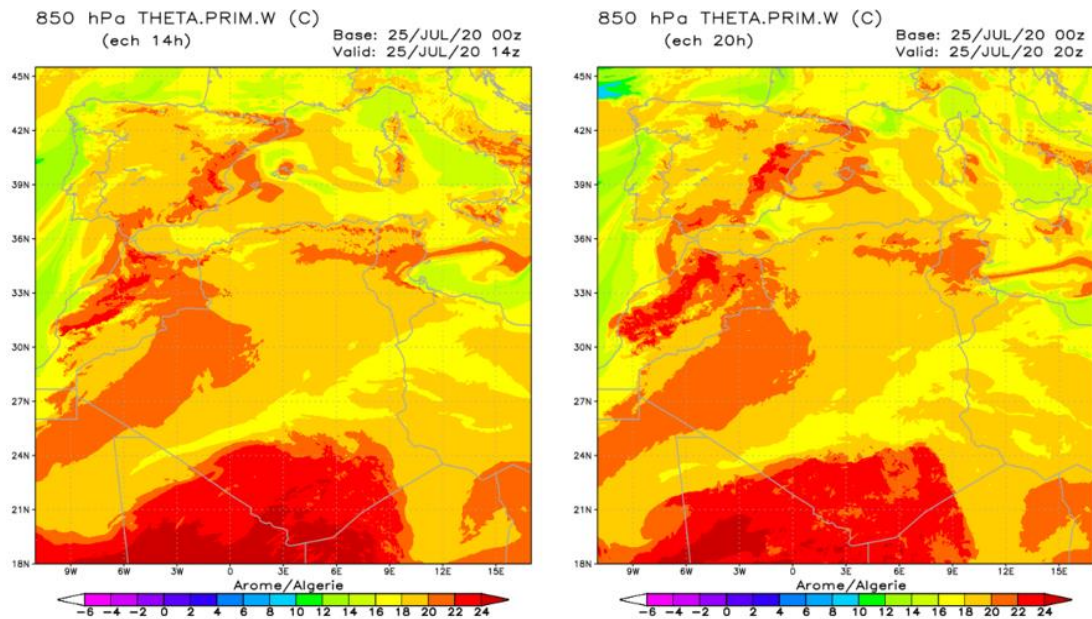 850 hPa THETA.PRIM.W (C)
(ech 14h)
Base: 25/JUL/20 00z
Valid: 25/JUL/20 14z
45N
42N
39N
36N
33N
30N
27N
24N
21N
18N
9W 6W 3W 0 3E 6E 9E 12E 15E
Arome/Algerie
-6 -4 -2 0 2 4 6 8 10 12 14 16 18 20 22 24
850 hPa THETA.PRIM.W (C)
(ech 20h)
Base: 25/JUL/20 00z
Valid: 25/JUL/20 20z
45N
42N
39N
36N
33N
30N
27N
24N
21N
18N
9W 6W 3W 0 3E 6E 9E 12E 15E
Arome/Algerie
-6 -4 -2 0 2 4 6 8 10 12 14 16 18 20 22 24